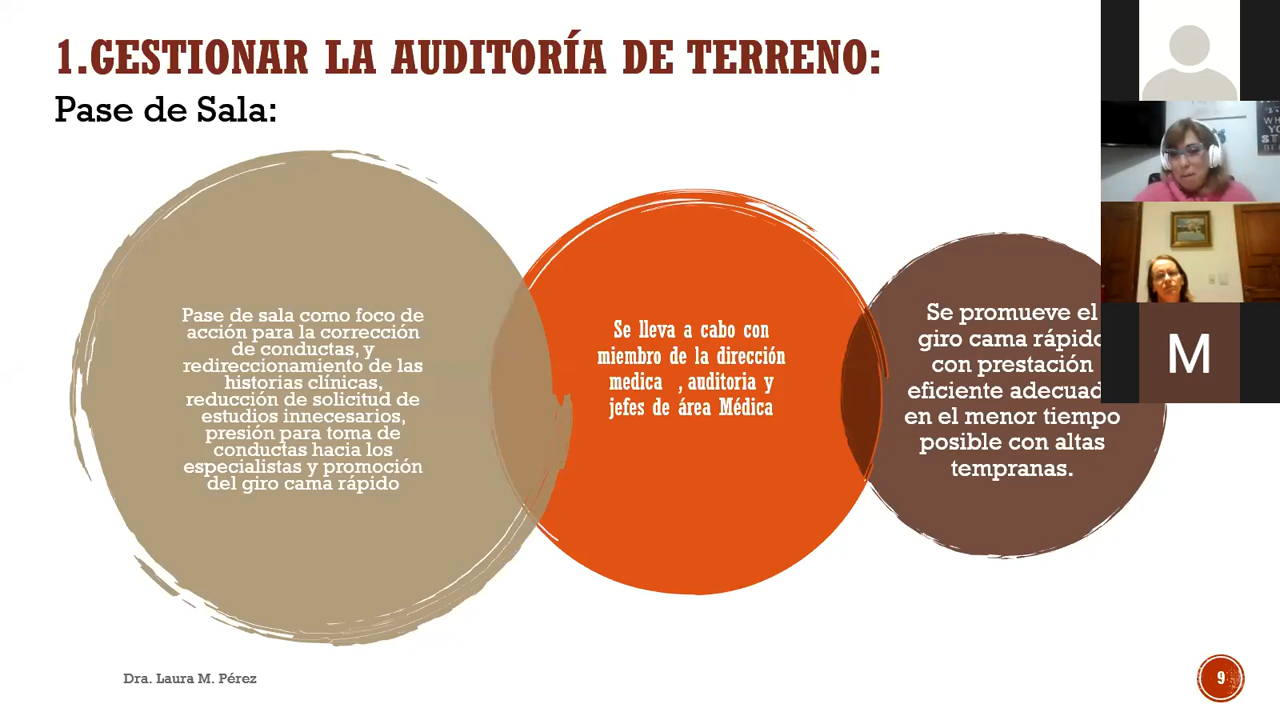 1.GESTIONAR LA AUDITORÍA DE TERRENO:
Pase de Sala:
Pase de sala como foco de
acción para la corrección
de conductas, y
redireccionamiento de las
historias clínicas,
reducción de solicitud de
estudios innecesarios,
presión para toma de
conductas hacia los
especialistas y promoción
del giro cama rápido
Se lleva a cabo con
miembro de la dirección
medica , auditoria y
jefes de área Médica
Se promueve el
giro cama rápido
con prestación
eficiente
en el menor tiempo
posible con altas
tempranas.
M
Dra. Laura M. Pérez
9